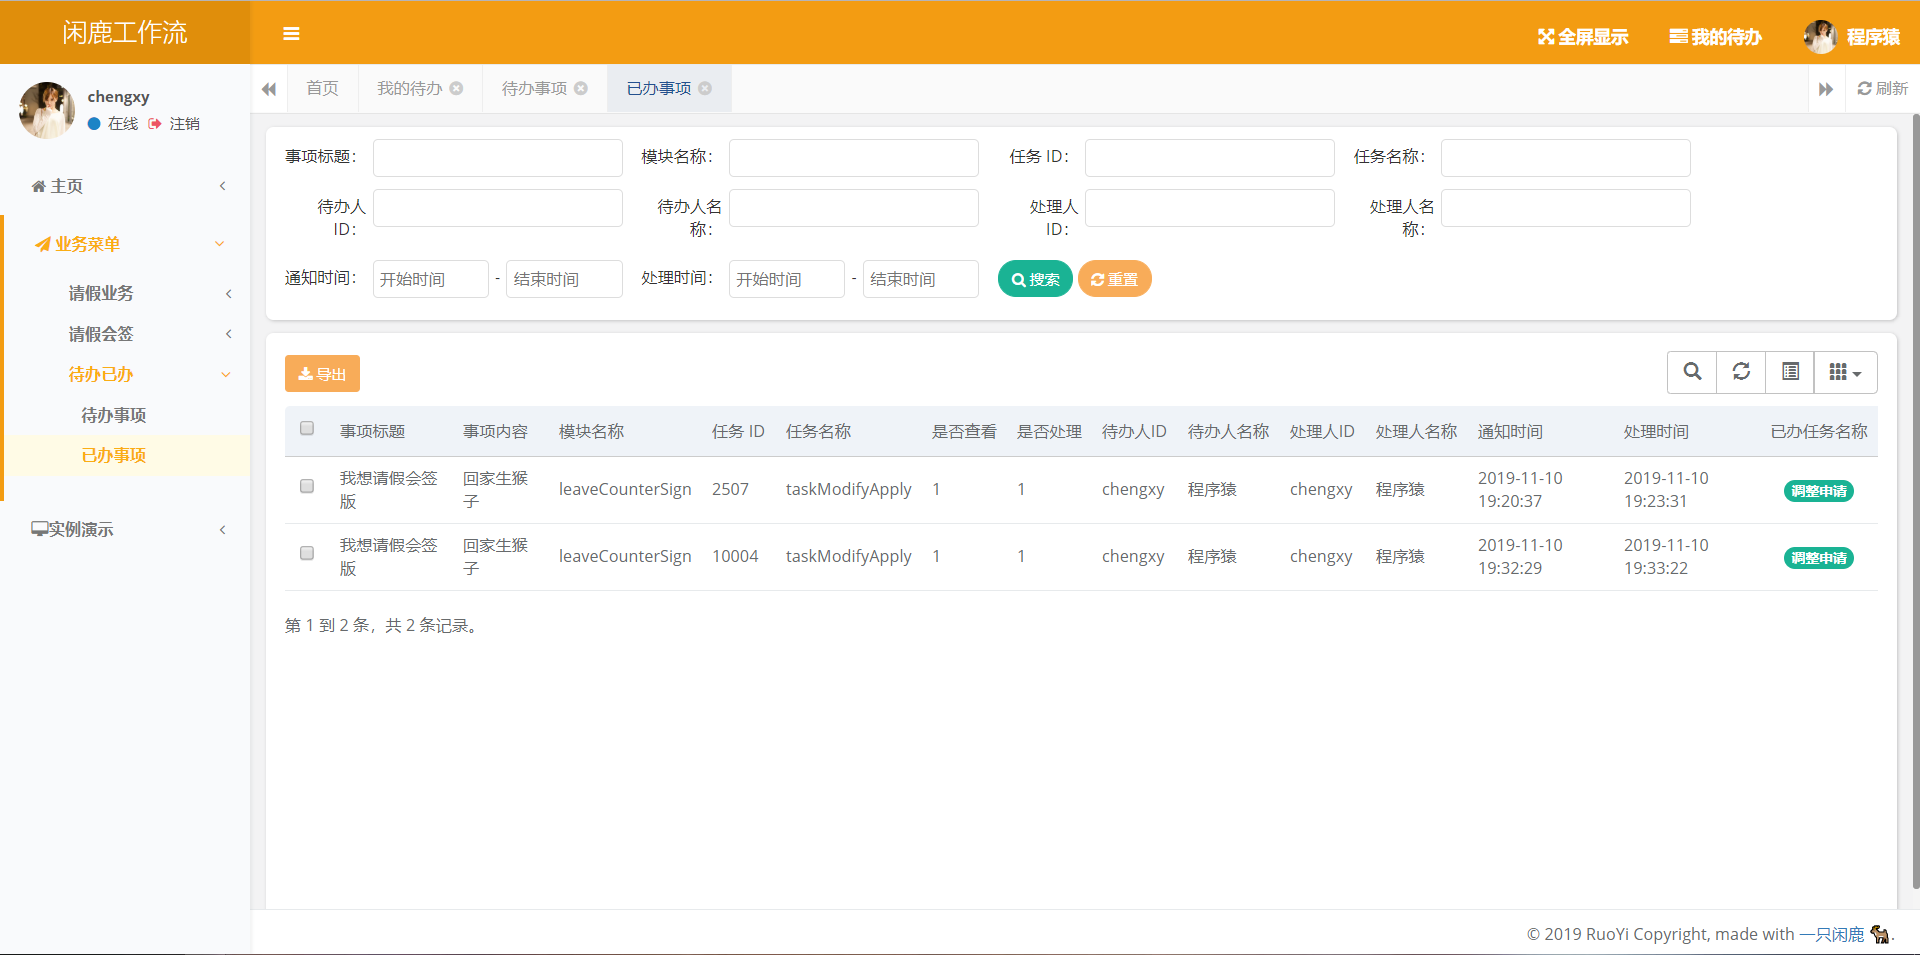 闲鹿工作流
全屏显示 我的待办 程序猿
chengxy
在线 注销
首页 我的待办 待办事项 已办事项 刷新
主页
业务菜单
请假业务
请假会签
待办已办
待办事项
已办事项
实例演示
事项标题： 模块名称： 任务 ID： 任务名称：
待办人ID： 待办人名称： 处理人ID： 处理人名称：
通知时间： 开始时间 - 结束时间 处理时间： 开始时间 - 结束时间 搜索 重置
导出
事项标题 事项内容 模块名称 任务 ID 任务名称 是否查看 是否处理 待办人ID 待办人名称 处理人ID 处理人名称 通知时间 处理时间 已办任务名称
我想请假会签版 回家生猴子 leaveCounterSign 2507 taskModifyApply 1 1 chengxy 程序猿 chengxy 程序猿 2019-11-10 19:20:37 2019-11-10 19:23:31 调整申请
我想请假会签版 回家生猴子 leaveCounterSign 10004 taskModifyApply 1 1 chengxy 程序猿 chengxy 程序猿 2019-11-10 19:32:29 2019-11-10 19:33:22 调整申请
第 1 到 2 条，共 2 条记录。
© 2019 RuoYi Copyright, made with 一只闲鹿 .